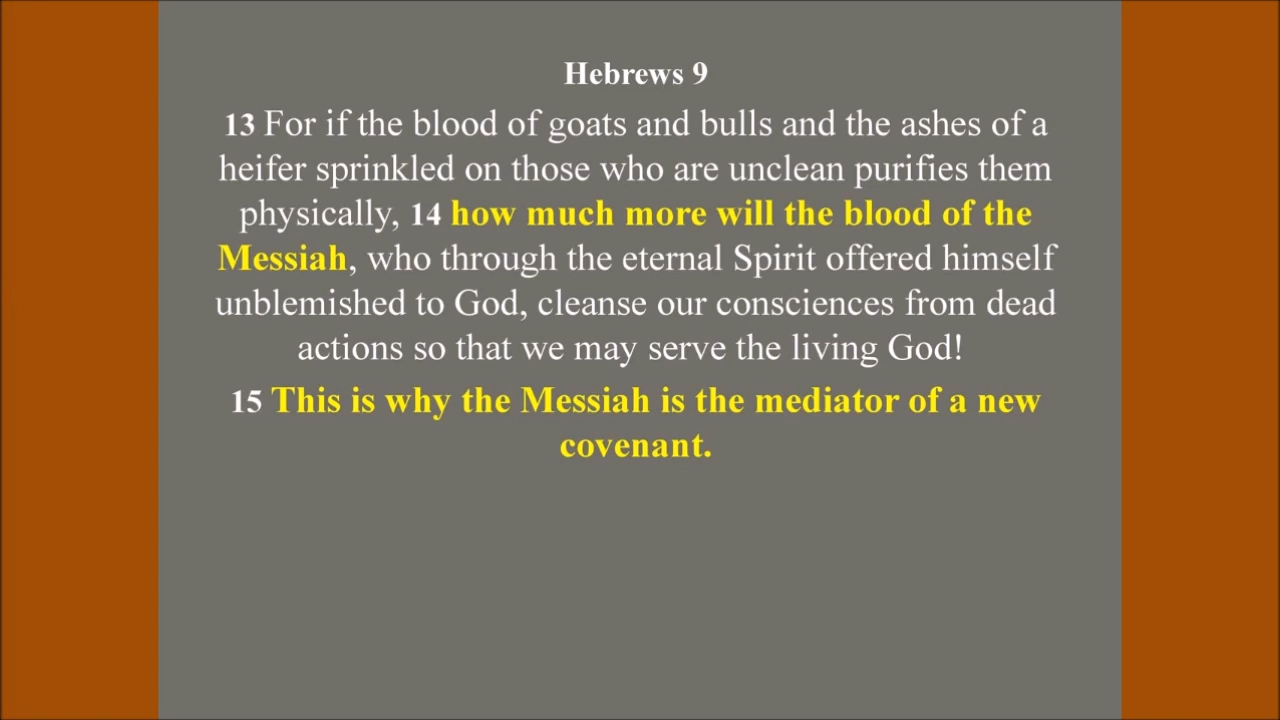 Hebrews 9
13 For if the blood of goats and bulls and the ashes of a
heifer sprinkled on those who are unclean purifies them
physically, 14 how much more will the blood of the
Messiah, who through the eternal Spirit offered himself
unblemished to God, cleanse our consciences from dead
actions so that we may serve the living God!
15 This is why the Messiah is the mediator of a new
covenant.